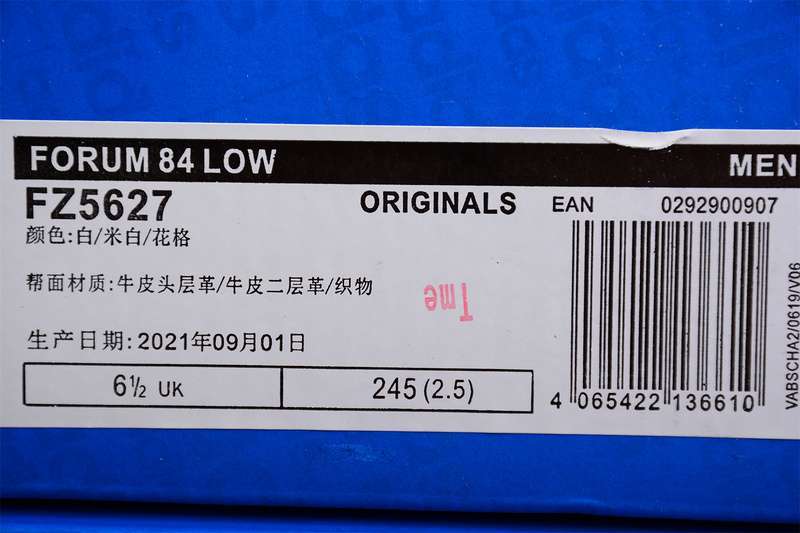 FORUM 84 LOW
MEN
FZ5627
ORIGINALS
EAN
0292900907
颜色:白/米白/花格
帮面材质:牛皮头层革/牛皮二层革/织物
Tme
生产日期:2021年09月01日
6½ UK
245 (2.5)
4 065422 136610
VABSCHA2/0619/V06